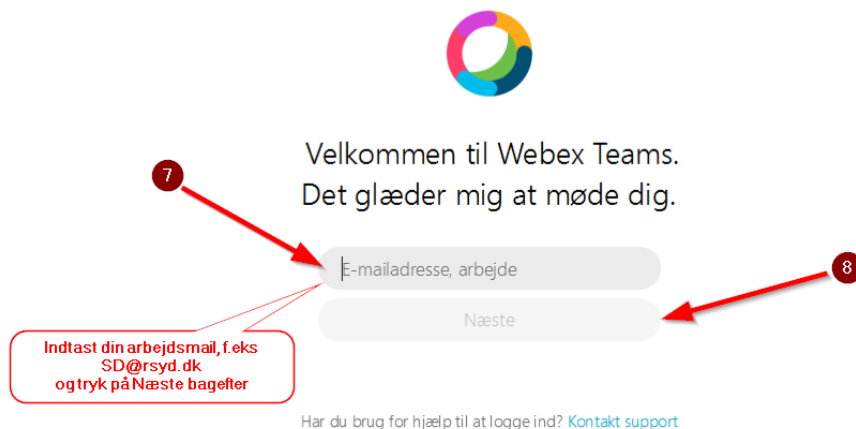 Velkommen til Webex Teams.
Det glæder mig at møde dig.
7
E-mailadresse, arbejde
8
Næste
Indtast din arbejdsmail, f.eks
SD@rsyd.dk
og tryk på Næste bagefter
Har du brug for hjælp til at logge ind? Kontakt support